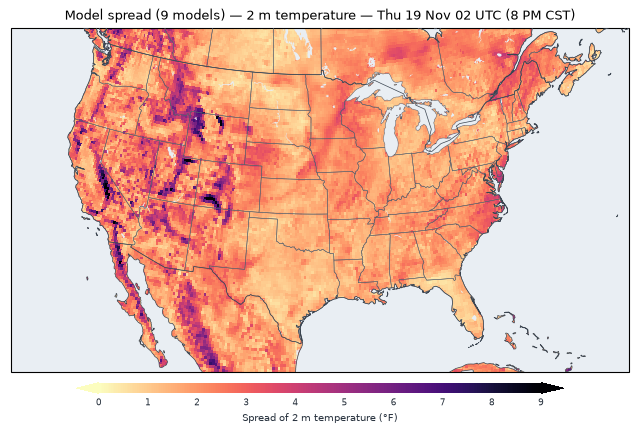 Model spread (9 models) — 2 m temperature — Thu 19 Nov 02 UTC (8 PM CST)
0 1 2 3 4 5 6 7 8 9
Spread of 2 m temperature (°F)